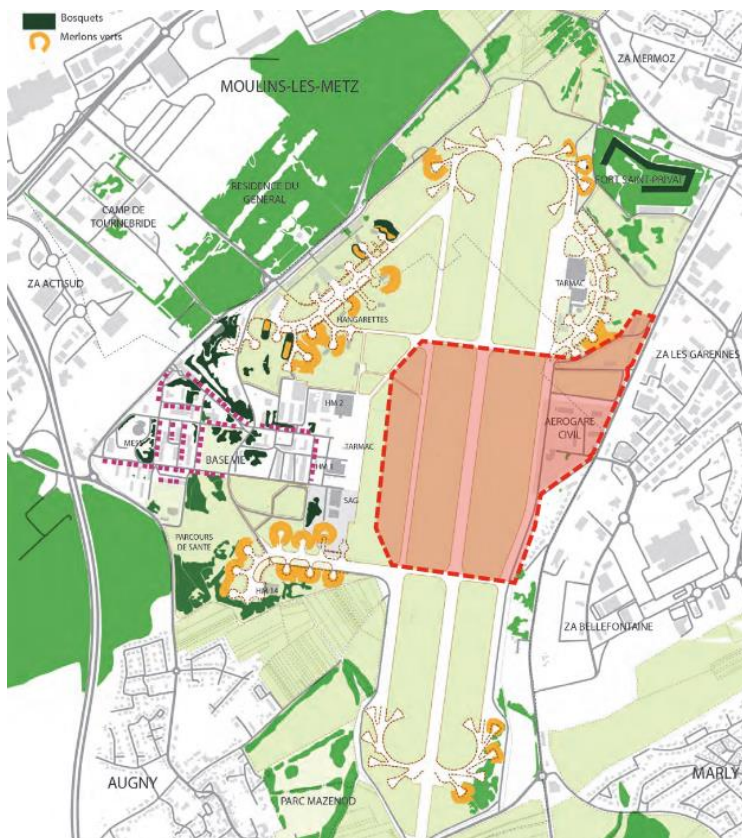 Bosquets
Merlons verts
ZA MERMOZ
MOULINS-LES-METZ
FORT SAINT-PRIVAT
RESIDENCE DU
GENERAL
CAMP DE
TOURNEBRIDE
ZA ACTISUD
TARMAC
HANGARETTES
ZA LES GARENNES
HM 2
AEROGARE
CIVIL
MESS
TARMAC
BASE VIE
HM 1
SAG
PARCOURS
DE SANTE
HM 14
ZA BELLEFONTAINE
AUGNY
MARLY
PARC MAZENOD